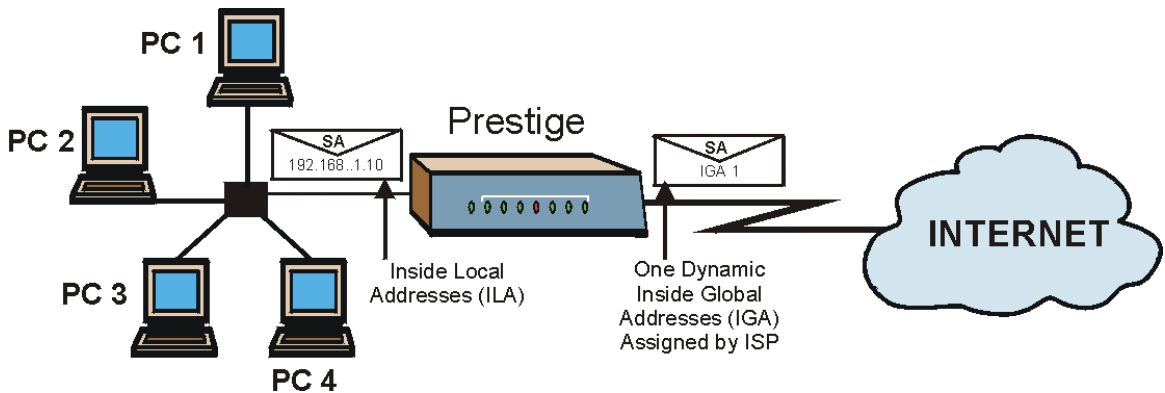 PC 1
PC 2
PC 3
PC 4
SA
192.168..1.10
Prestige
SA
IGA 1
Inside Local
Addresses (ILA)
One Dynamic
Inside Global
Addresses (IGA)
Assigned by ISP
INTERNET